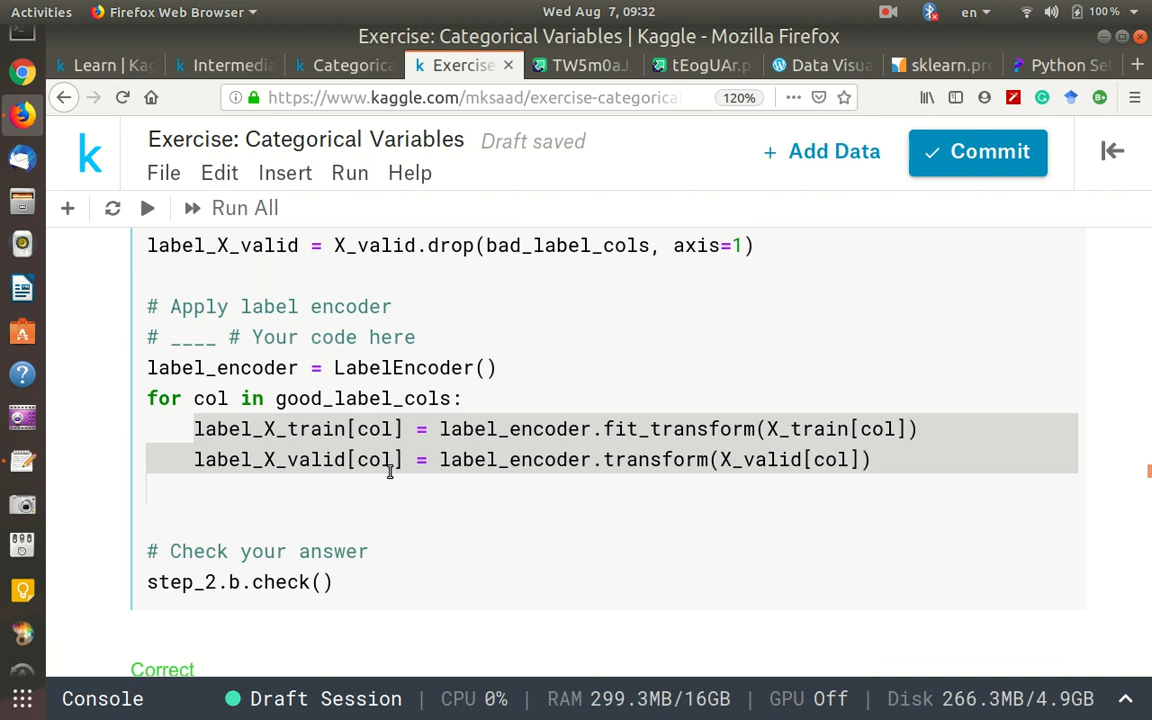 Activities Firefox Web Browser Wed Aug 7, 09:32 en 100 %
Exercise: Categorical Variables | Kaggle - Mozilla Firefox
Learn | Kag Intermedia Categorica Exercise TW5m0aJ tEogUAr.p Data Visua sklearn.pre Python Se
https://www.kaggle.com/mksaad/exercise-categorica 120%
Exercise: Categorical Variables Draft saved
+ Add Data Commit
File Edit Insert Run Help
Run All
label_X_valid = X_valid.drop(bad_label_cols, axis=1)
# Apply label encoder
# ____ # Your code here
label_encoder = LabelEncoder()
for col in good_label_cols:
label_X_train[col] = label_encoder.fit_transform(X_train[col])
label_X_valid[col] = label_encoder.transform(X_valid[col])
# Check your answer
step_2.b.check()
Correct
Console Draft Session | CPU 0% | RAM 299.3MB/16GB | GPU Off | Disk 266.3MB/4.9GB